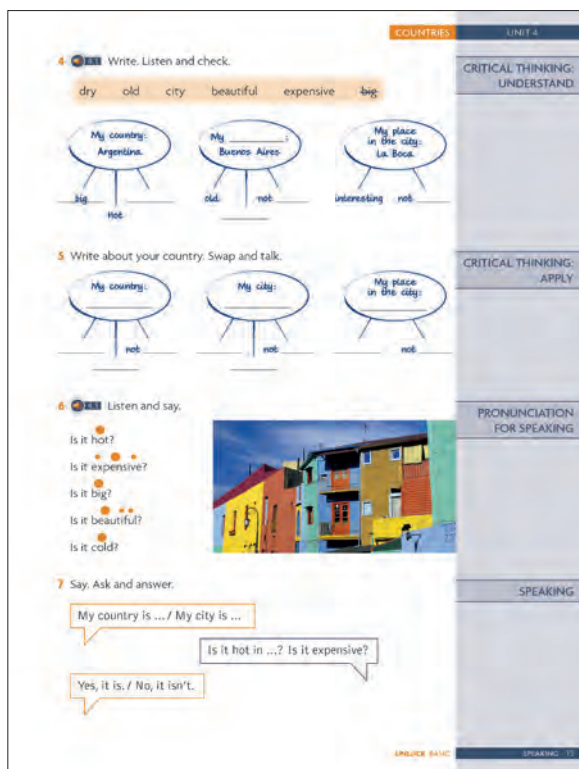 COUNTRIES UNIT 4
4 Write. Listen and check.
CRITICAL THINKING:
UNDERSTAND
dry old city beautiful expensive big
My country:
Argentina
My ________:
Buenos Aires
My place
in the city:
La Boca
big
not
old not
interesting not
5 Write about your country. Swap and talk.
CRITICAL THINKING:
APPLY
My country:
My city:
My place
in the city:
not
not
not
6 Listen and say.
PRONUNCIATION
FOR SPEAKING
Is it hot?
Is it expensive?
Is it big?
Is it beautiful?
Is it cold?
7 Say. Ask and answer.
SPEAKING
My country is ... / My city is ...
Is it hot in ...? Is it expensive?
Yes, it is. / No, it isn't.
UNLOCK BASIC SPEAKING